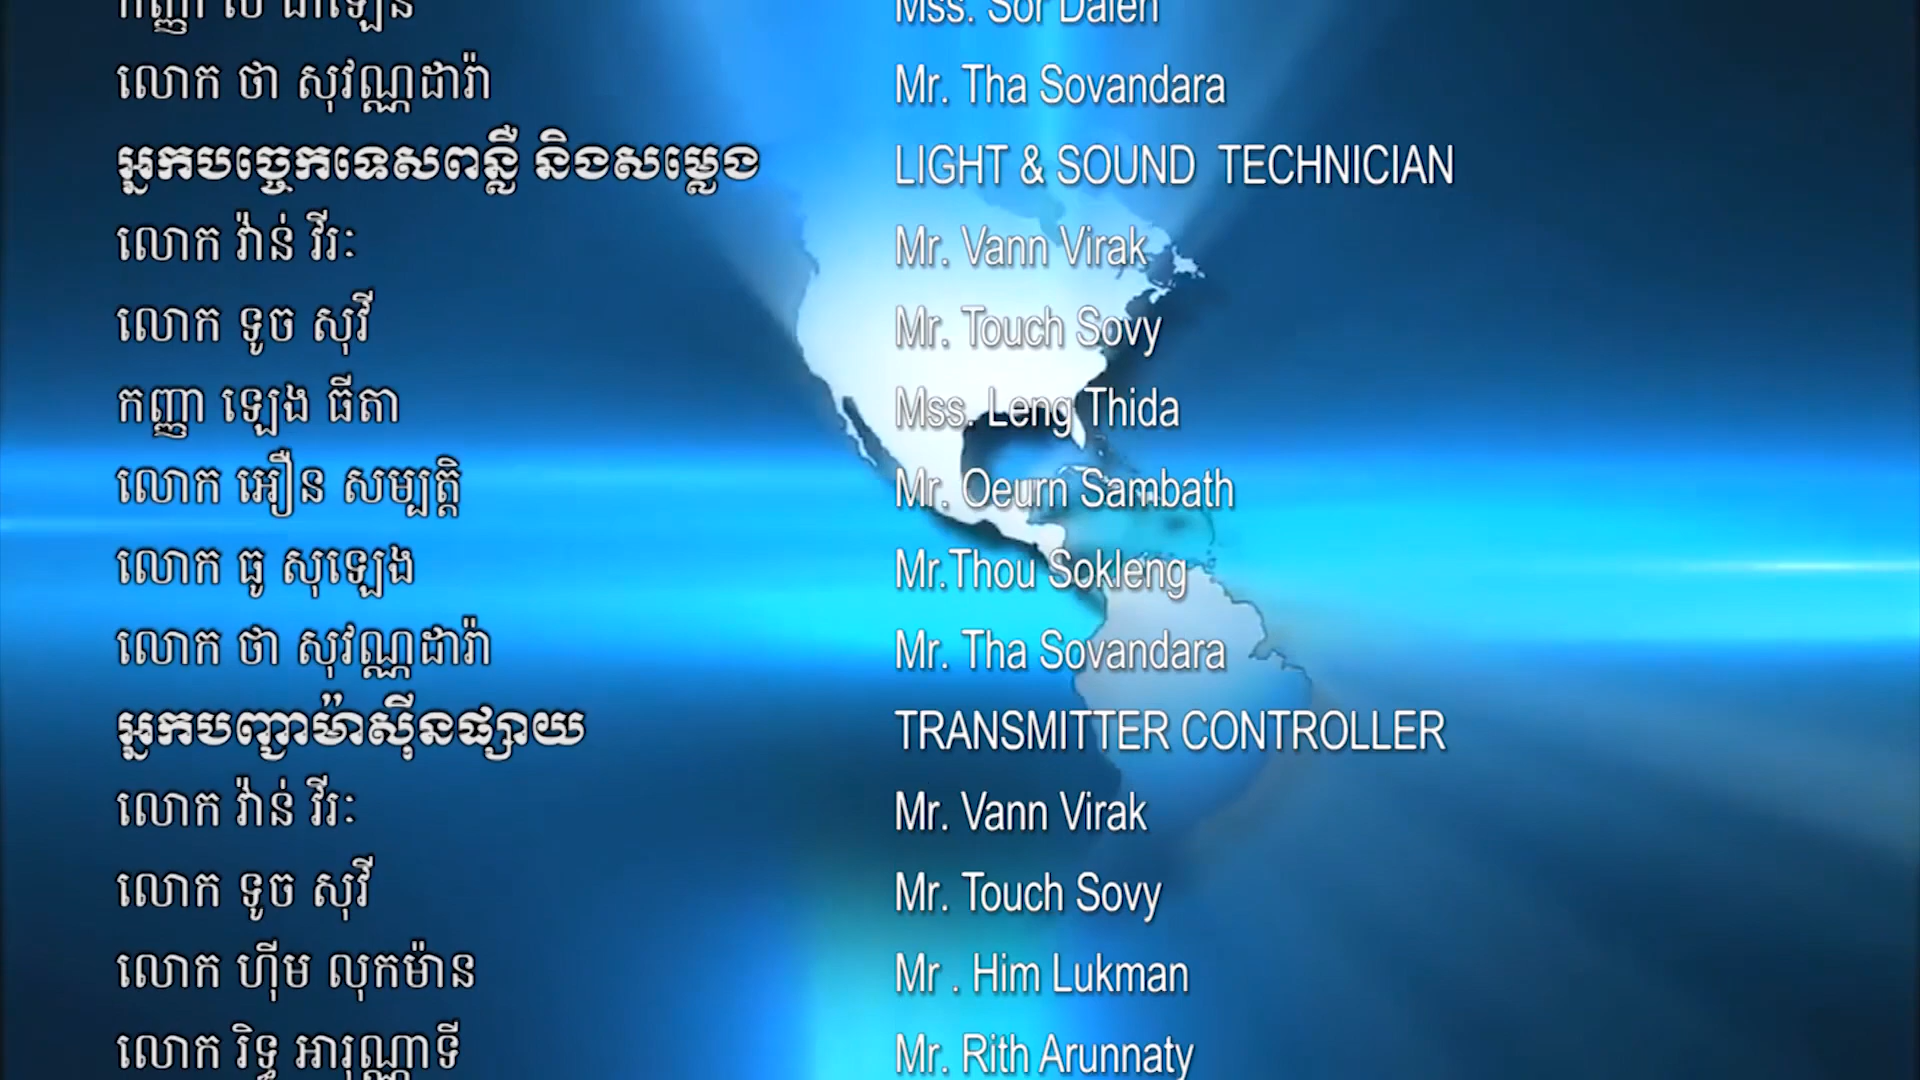 Mss. Sor Dalen
លោក ថា សុវណ្ណដារ៉ា Mr. Tha Sovandara
អ្នកបច្ចេកទេសពន្លឺ និងសម្លេង LIGHT & SOUND TECHNICIAN
លោក វ៉ាន់ វីរៈ Mr. Vann Virak
លោក ទូច សុវី Mr. Touch Sovy
កញ្ញា ឡេង ធីតា Mss. Leng Thida
លោក អឿន សម្បត្តិ Mr. Oeurn Sambath
លោក ធូ សុឡេង Mr.Thou Sokleng
លោក ថា សុវណ្ណដារ៉ា Mr. Tha Sovandara
អ្នកបញ្ជាម៉ាស៊ីនផ្សាយ TRANSMITTER CONTROLLER
លោក វ៉ាន់ វីរៈ Mr. Vann Virak
លោក ទូច សុវី Mr. Touch Sovy
លោក ហ៊ីម លុកម៉ាន Mr . Him Lukman
លោក រិទ្ធ អារុណ្ណាទី Mr. Rith Arunnaty